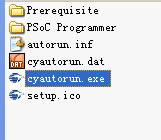 Prerequisite
PSoC Programmer
autorun.inf
cyautorun.dat
cyautorun.exe
setup.ico